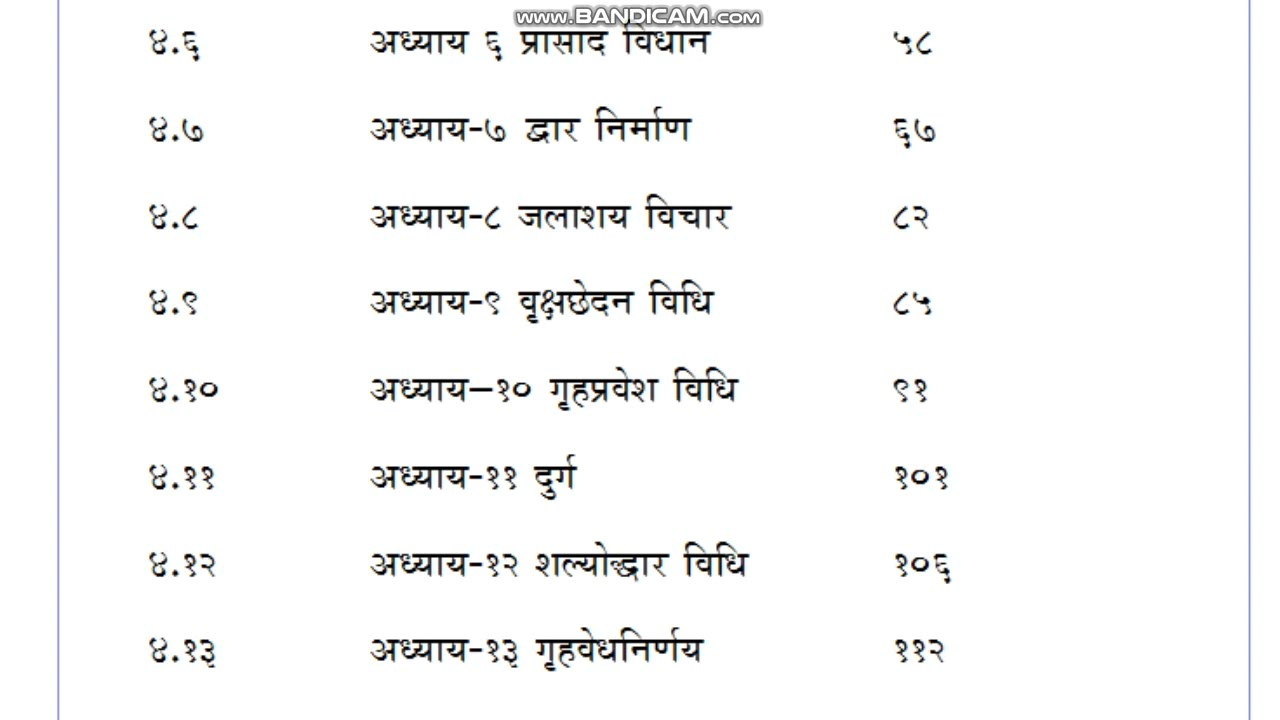 www.BANDICAM.com
४.६ अध्याय ६ प्रासाद विधान ५८
४.७ अध्याय-७ द्वार निर्माण ६७
४.८ अध्याय-८ जलाशय विचार ८२
४.९ अध्याय-९ वृक्षछेदन विधि ८५
४.१० अध्याय–१० गृहप्रवेश विधि ९१
४.११ अध्याय-११ दुर्ग १०१
४.१२ अध्याय-१२ शल्योद्धार विधि १०६
४.१३ अध्याय-१३ गृहवेधनिर्णय ११२